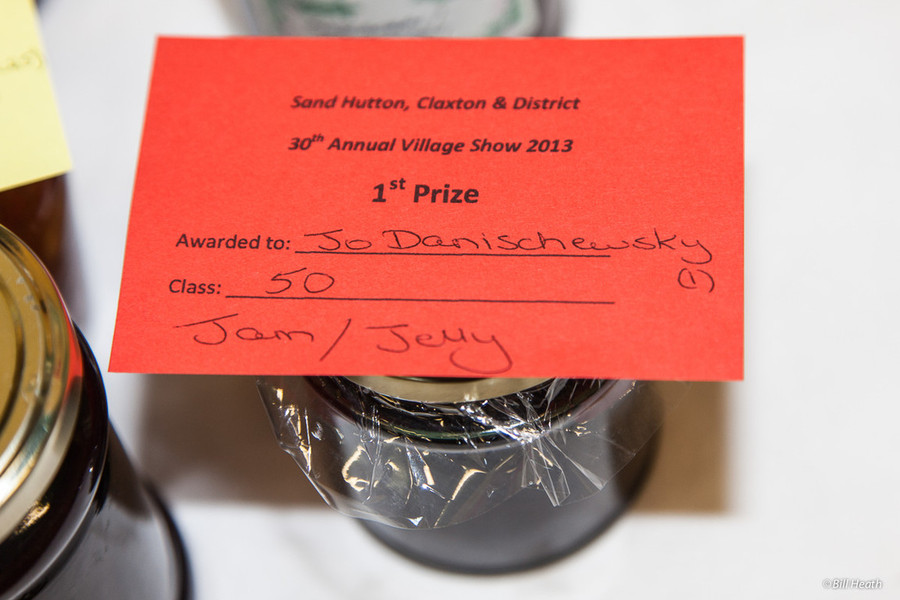 Sand Hutton, Claxton & District
30th Annual Village Show 2013
1st Prize
Awarded to: Jo Danischewsky
Class: 50 (1)
Jam / Jelly
©Bill Heath